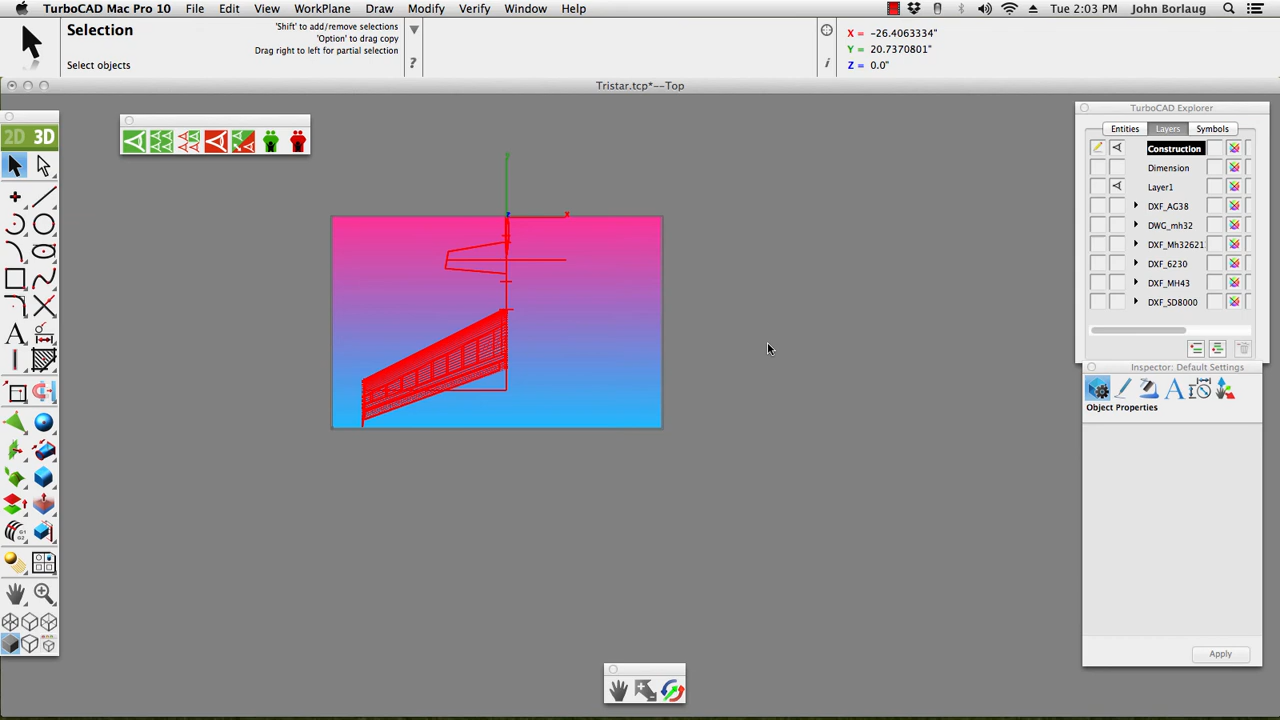 TurboCAD Mac Pro 10 File Edit View WorkPlane Draw Modify Verify Window Help Tue 2:03 PM John Borlaug
Selection
'Shift' to add/remove selections
'Option' to drag copy
Drag right to left for partial selection
Select objects
?
i
X = -26.4063334"
Y = 20.7370801"
Z = 0.0"
Tristar.tcp*--Top
2D 3D
A
G1
G2
x
TurboCAD Explorer
Entities Layers Symbols
Construction
Dimension
Layer1
DXF_AG38
DWG_mh32
DXF_Mh32621
DXF_6230
DXF_MH43
DXF_SD8000
Inspector: Default Settings
A
Object Properties
Apply